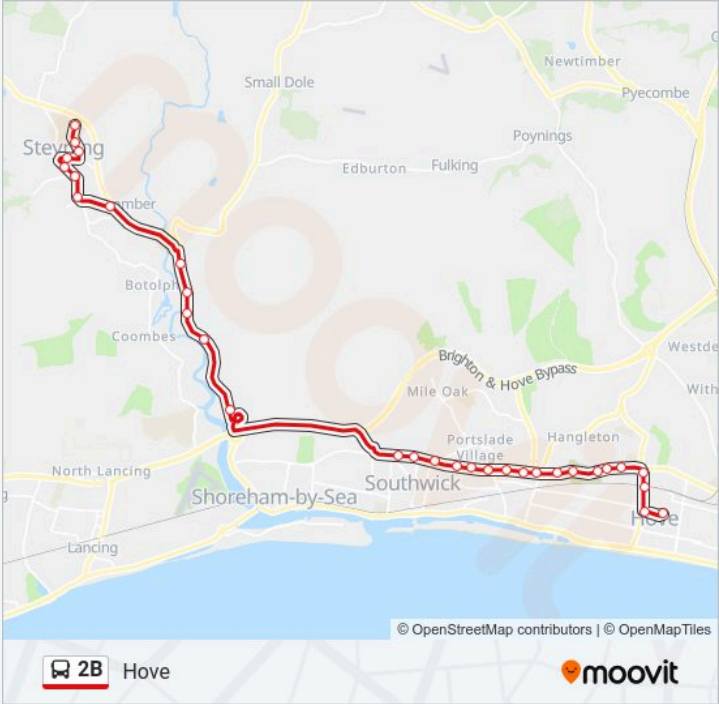 Newtimber
Small Dole
Pyecombe
Poynings
Steyning
Edburton
Fulking
mber
Botolph
Coombes
Westde
Brighton & Hove Bypass
With
Mile Oak
Portslade
Village
Hangleton
North Lancing
Southwick
Shoreham-by-Sea
Hove
Lancing
© OpenStreetMap contributors | © OpenMapTiles
2B Hove
moovit